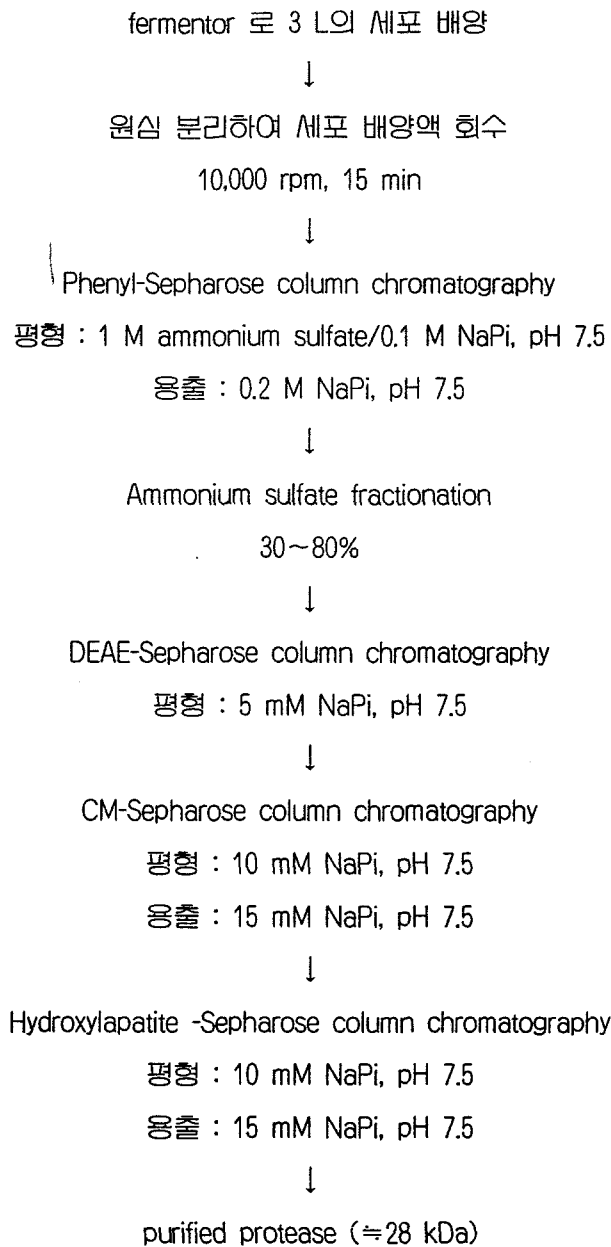 fermentor 로 3 L의 세포 배양
↓
원심 분리하여 세포 배양액 회수
10,000 rpm, 15 min
↓
Phenyl-Sepharose column chromatography
평형 : 1 M ammonium sulfate/0.1 M NaPi, pH 7.5
용출 : 0.2 M NaPi, pH 7.5
↓
Ammonium sulfate fractionation
30~80%
↓
DEAE-Sepharose column chromatography
평형 : 5 mM NaPi, pH 7.5
↓
CM-Sepharose column chromatography
평형 : 10 mM NaPi, pH 7.5
용출 : 15 mM NaPi, pH 7.5
↓
Hydroxylapatite -Sepharose column chromatography
평형 : 10 mM NaPi, pH 7.5
용출 : 15 mM NaPi, pH 7.5
↓
purified protease (≒28 kDa)